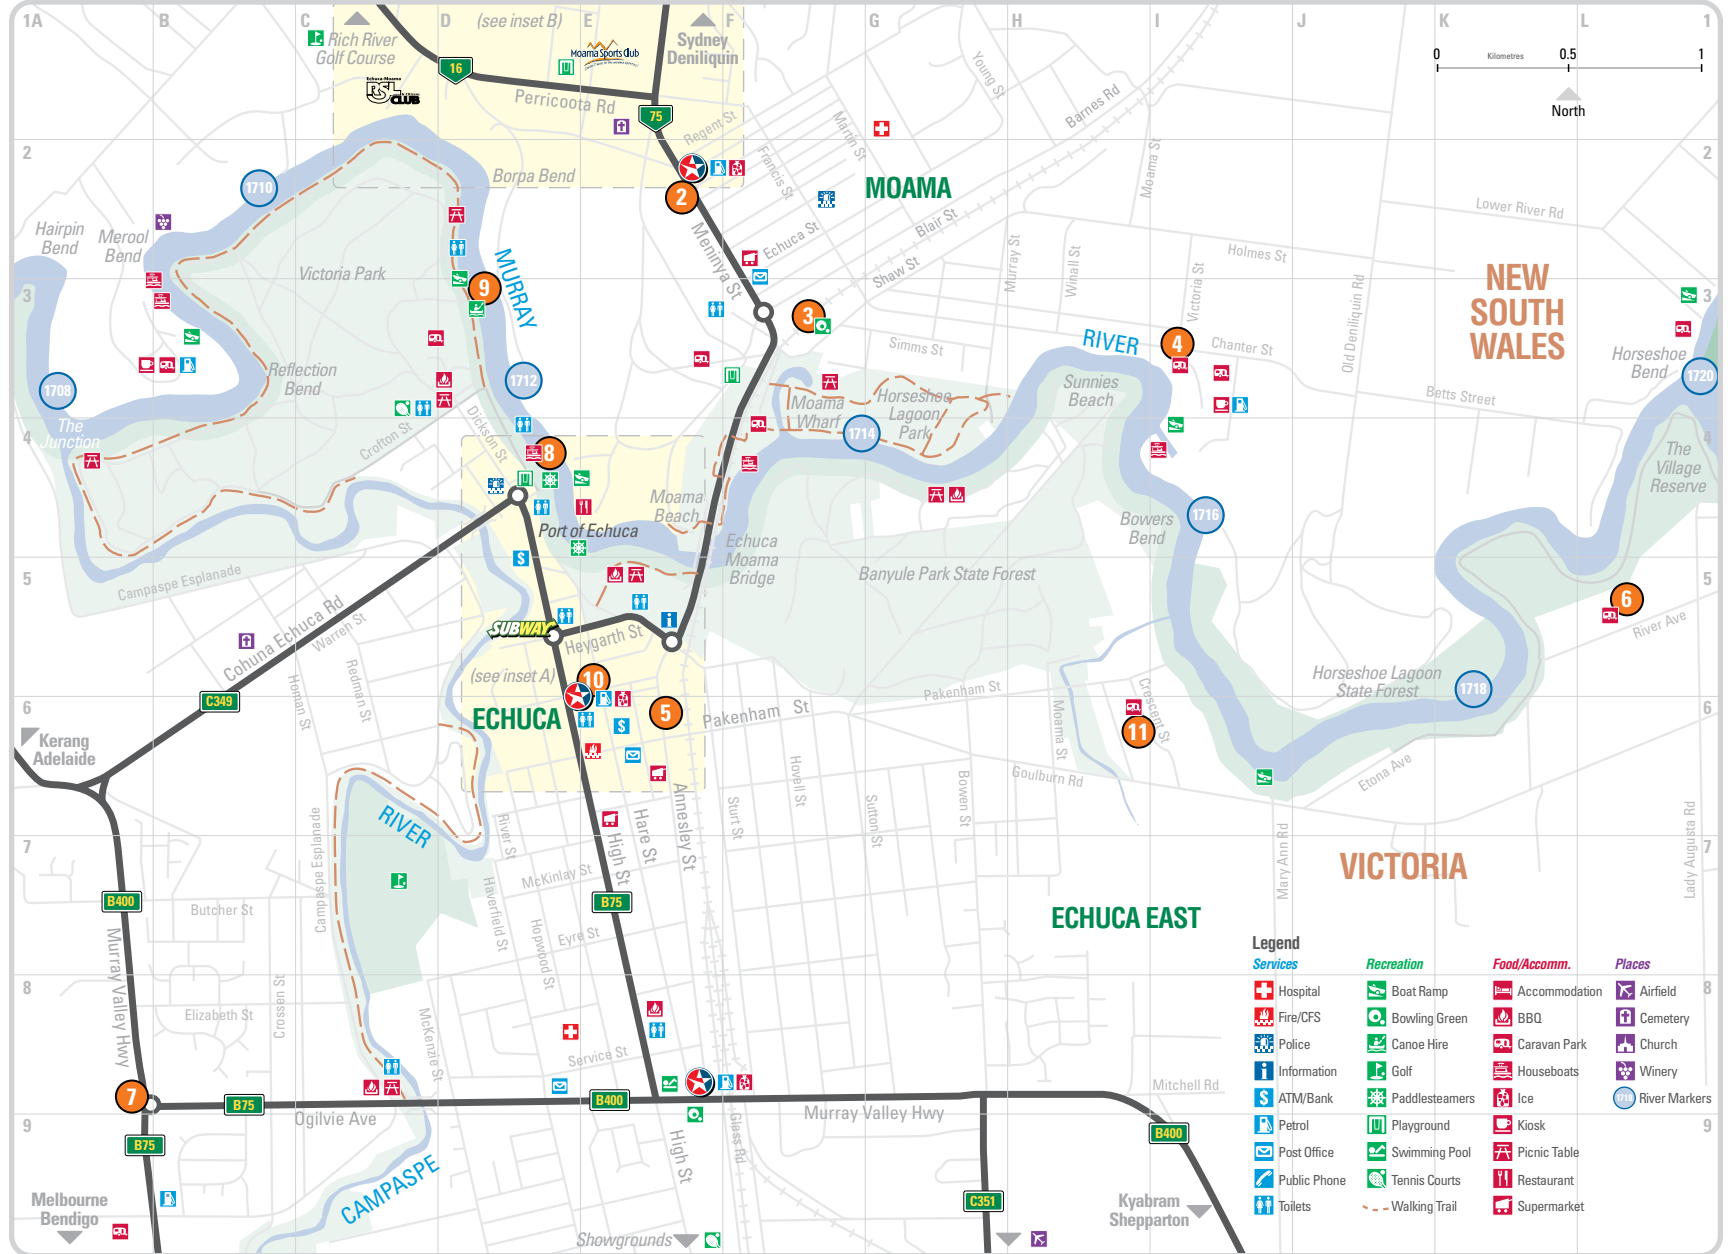 1A
B
C
D
(see inset B)
E
F
G
H
I
J
K
L
1
Rich River
Golf Course
Sydney
Deniliquin
Moama Sports Club
16
Echuca-Moama
RSL
CLUB
Perricoota Rd
75
Regent St
Young St
Barnes Rd
Martin St
0
Kilometres
0.5
1
North
2
2
1710
Borpa Bend
2
Francis St
MOAMA
Moama St
Lower River Rd
Hairpin
Bend
Merool
Bend
Victoria Park
MURRAY
9
Meninya St
Echuca St
Blair St
Shaw St
Murray St
Winall St
Victoria St
Holmes St
Old Deniliquin Rd
NEW
SOUTH
WALES
3
3
3
RIVER
4
Simms St
Chanter St
Horseshoe
Bend
1720
1708
Reflection
Bend
1712
Sunnies
Beach
Betts Street
Moama
Wharf
Horseshoe
Lagoon
Park
1714
The
Junction
4
4
Crofton St
Dickson St
8
The
Village
Reserve
Moama
Beach
Port of Echuca
Bowers
Bend
1716
Echuca
Moama
Bridge
Banyule Park State Forest
5
5
Campaspe Esplanade
6
River Ave
Cohuna Echuca Rd
Warren St
SUBWAY
Heygarth St
(see inset A)
10
Redman St
Homan St
C349
ECHUCA
5
Pakenham St
Pakenham St
Moama St
Crescent St
11
Horseshoe Lagoon
State Forest
1718
6
6
Kerang
Adelaide
Goulburn Rd
Etona Ave
Hovell St
Bowen St
Sutton St
Sturt St
Annesley St
Hare St
High St
River St
RIVER
Campaspe Esplanade
7
7
Mary Ann Rd
Lady Augusta Rd
VICTORIA
McKinlay St
Haverfield St
B400
B75
Butcher St
Hopwood St
Eyre St
ECHUCA EAST
Murray Valley Hwy
8
8
Elizabeth St
Crossen St
McKenzie St
Service St
7
B75
Ogilvie Ave
B400
Murray Valley Hwy
Mitchell Rd
B400
9
9
B75
High St
Glass Rd
CAMPASPE
C351
Melbourne
Bendigo
Showgrounds
Kyabram
Shepparton
Legend
Services
Hospital
Fire/CFS
Police
Information
ATM/Bank
Petrol
Post Office
Public Phone
Toilets
Recreation
Boat Ramp
Bowling Green
Canoe Hire
Golf
Paddlesteamers
Playground
Swimming Pool
Tennis Courts
Walking Trail
Food/Accomm.
Accommodation
BBQ
Caravan Park
Houseboats
Ice
Kiosk
Picnic Table
Restaurant
Supermarket
Places
Airfield
Cemetery
Church
Winery
1718 River Markers